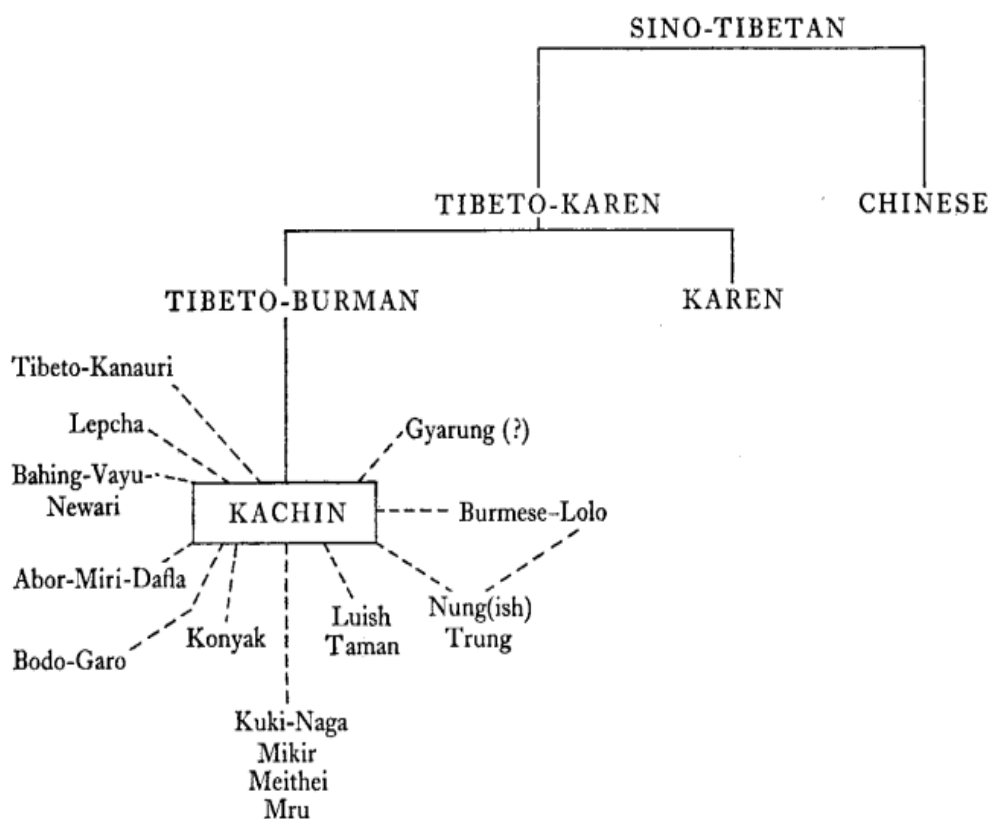 SINO-TIBETAN
TIBETO-KAREN
CHINESE
TIBETO-BURMAN
KAREN
Tibeto-Kanauri
Lepcha
Gyarung (?)
Bahing-Vayu-
Newari
KACHIN
Burmese-Lolo
Abor-Miri-Dafla
Nung(ish)
Trung
Luish
Taman
Konyak
Bodo-Garo
Kuki-Naga
Mikir
Meithei
Mru